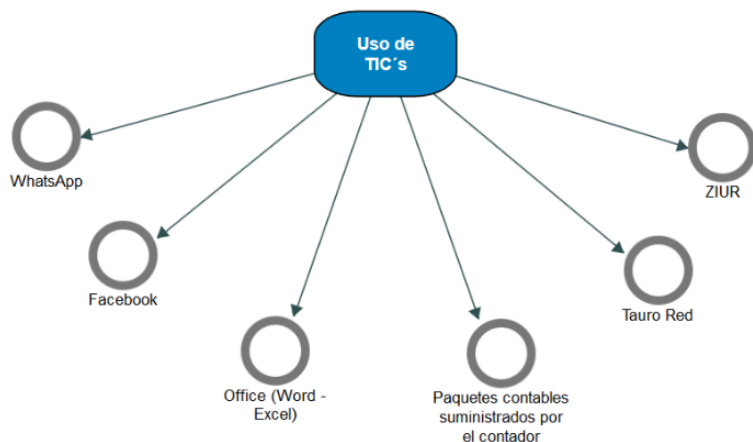 Uso de
TIC´s
WhatsApp
Facebook
Office (Word -
Excel)
Paquetes contables
suministrados por
el contador
Tauro Red
ZIUR